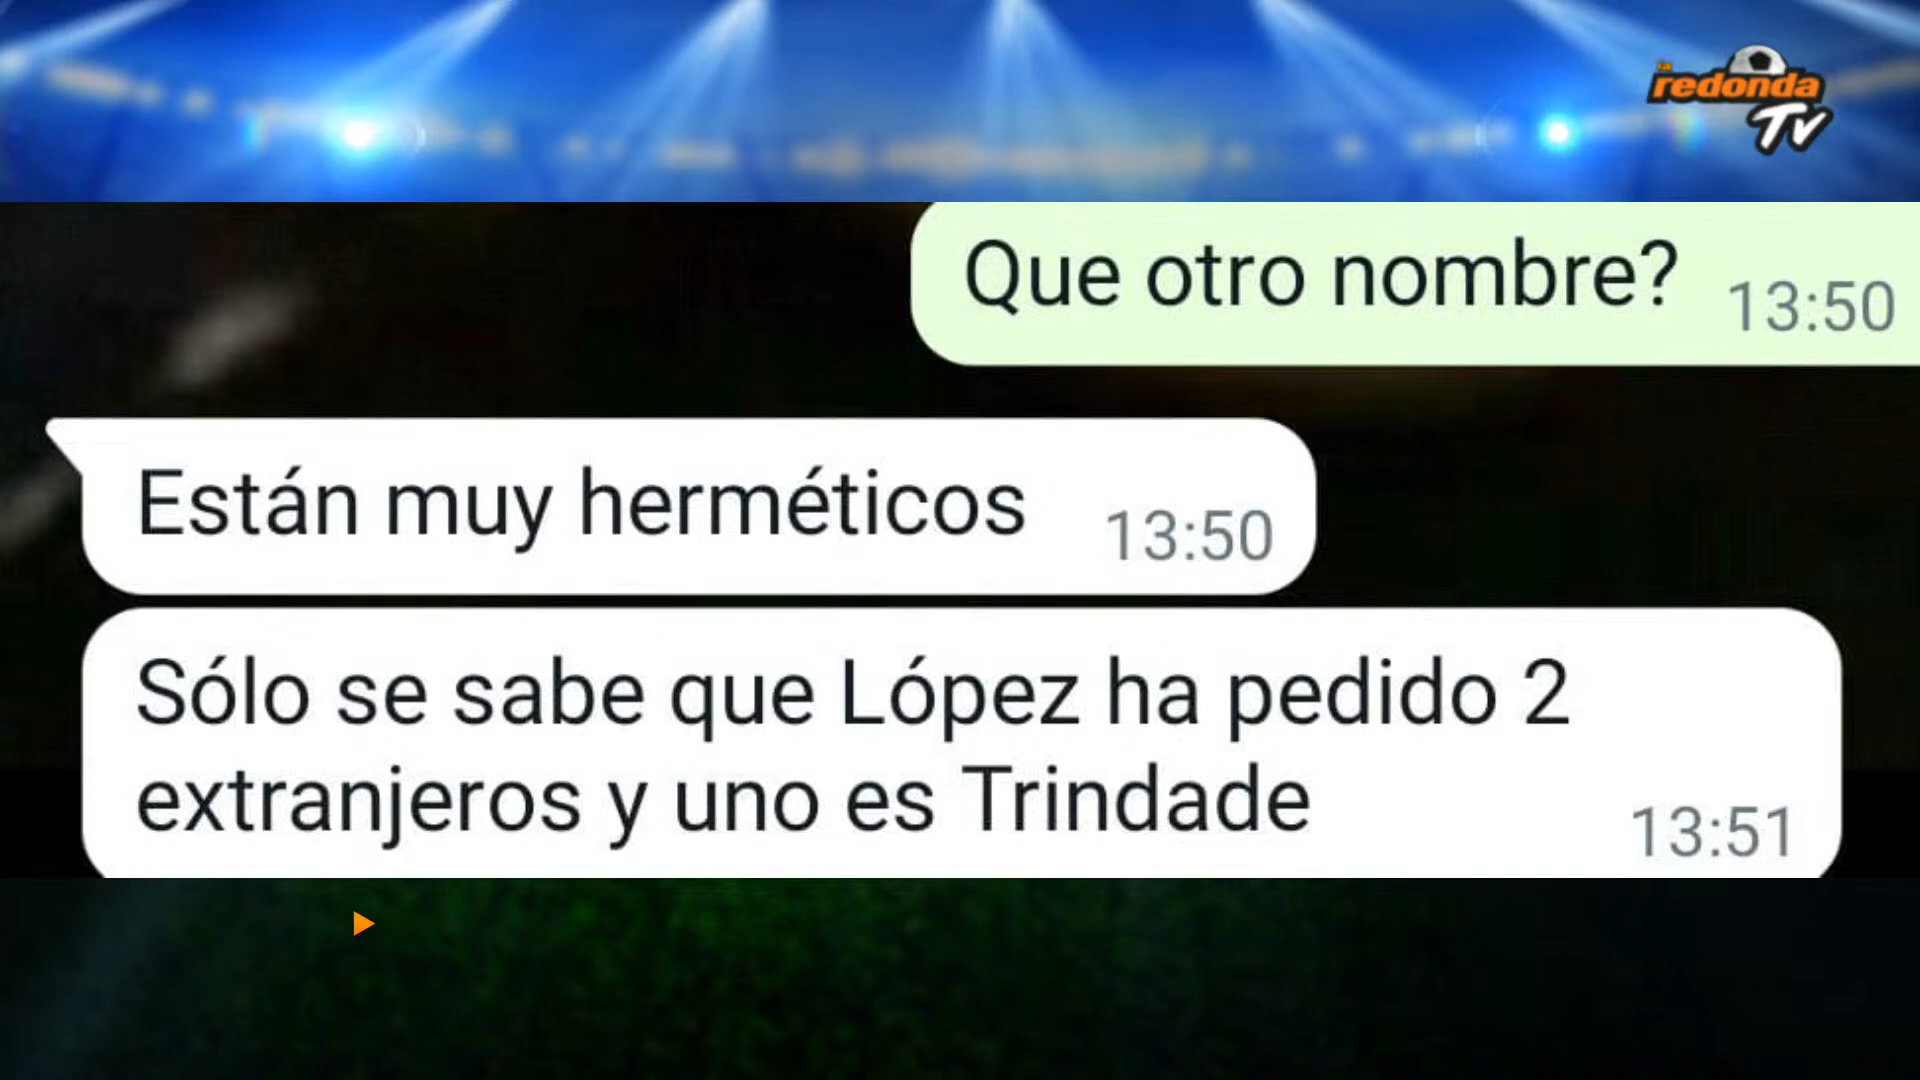 la
redonda
Tv
Que otro nombre? 13:50
Están muy herméticos 13:50
Sólo se sabe que López ha pedido 2
extranjeros y uno es Trindade 13:51